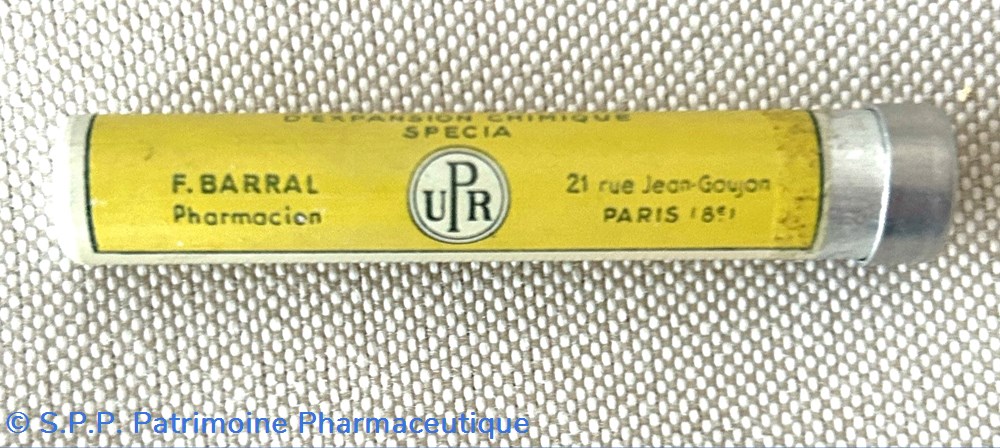 D'EXPANSION CHIMIQUE
SPECIA
F. BARRAL
Pharmacien
UPR
21 rue Jean-Goujon
PARIS (8e)
© S.P.P. Patrimoine Pharmaceutique